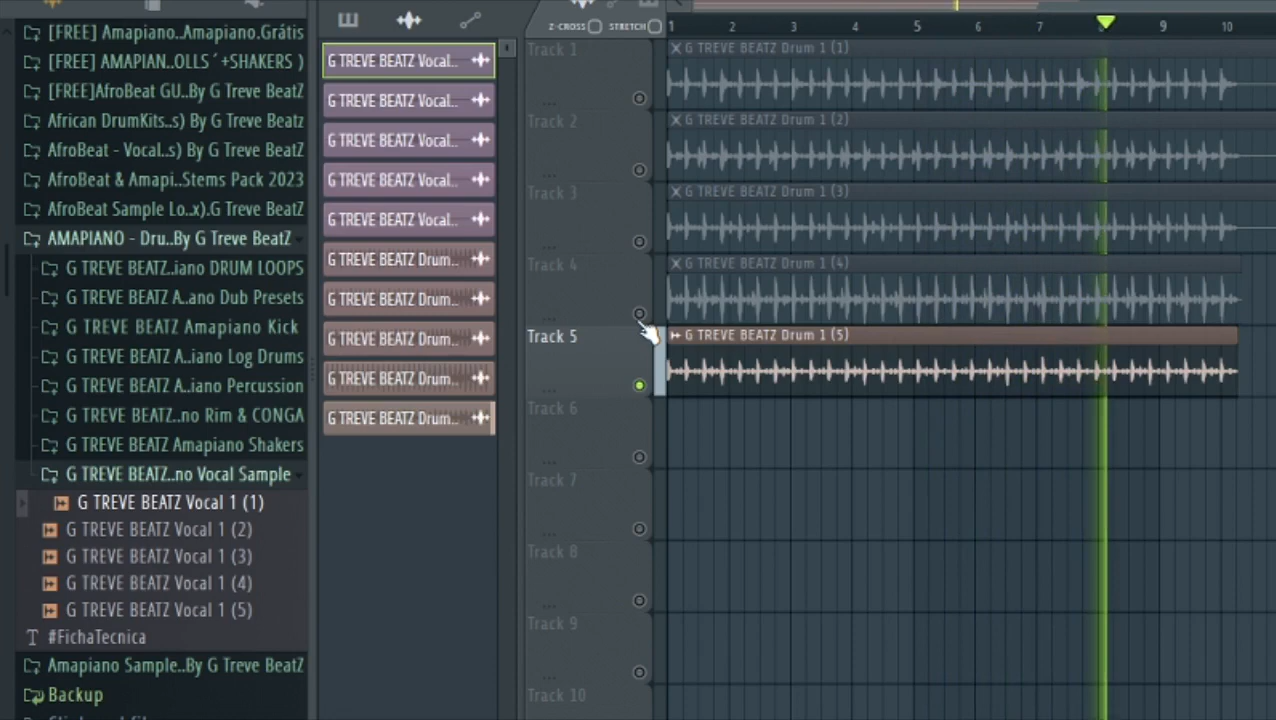 [FREE] Amapiano..Amapiano.Grátis
[FREE] AMAPIAN..OLLS´+SHAKERS )
[FREE]AfroBeat GU..By G Treve BeatZ
African DrumKits..s) By G Treve Beatz
AfroBeat - Vocal..s) By G Treve BeatZ
AfroBeat & Amapi..Stems Pack 2023
AfroBeat Sample Lo..x).G Treve BeatZ
AMAPIANO - Dru..By G Treve BeatZ
G TREVE BEATZ..iano DRUM LOOPS
G TREVE BEATZ A..ano Dub Presets
G TREVE BEATZ Amapiano Kick
G TREVE BEATZ A..iano Log Drums
G TREVE BEATZ A..iano Percussion
G TREVE BEATZ..no Rim & CONGA
G TREVE BEATZ Amapiano Shakers
G TREVE BEATZ..no Vocal Sample
G TREVE BEATZ Vocal 1 (1)
G TREVE BEATZ Vocal 1 (2)
G TREVE BEATZ Vocal 1 (3)
G TREVE BEATZ Vocal 1 (4)
G TREVE BEATZ Vocal 1 (5)
#FichaTecnica
Amapiano Sample..By G Treve BeatZ
Backup
G TREVE BEATZ Vocal..
G TREVE BEATZ Vocal..
G TREVE BEATZ Vocal..
G TREVE BEATZ Vocal..
G TREVE BEATZ Vocal..
G TREVE BEATZ Drum..
G TREVE BEATZ Drum..
G TREVE BEATZ Drum..
G TREVE BEATZ Drum..
G TREVE BEATZ Drum..
Z-CROSS STRETCH
1 2 3 4 5 6 7 8 9 10
Track 1
G TREVE BEATZ Drum 1 (1)
Track 2
G TREVE BEATZ Drum 1 (2)
Track 3
G TREVE BEATZ Drum 1 (3)
Track 4
G TREVE BEATZ Drum 1 (4)
Track 5
G TREVE BEATZ Drum 1 (5)
Track 6
Track 7
Track 8
Track 9
Track 10